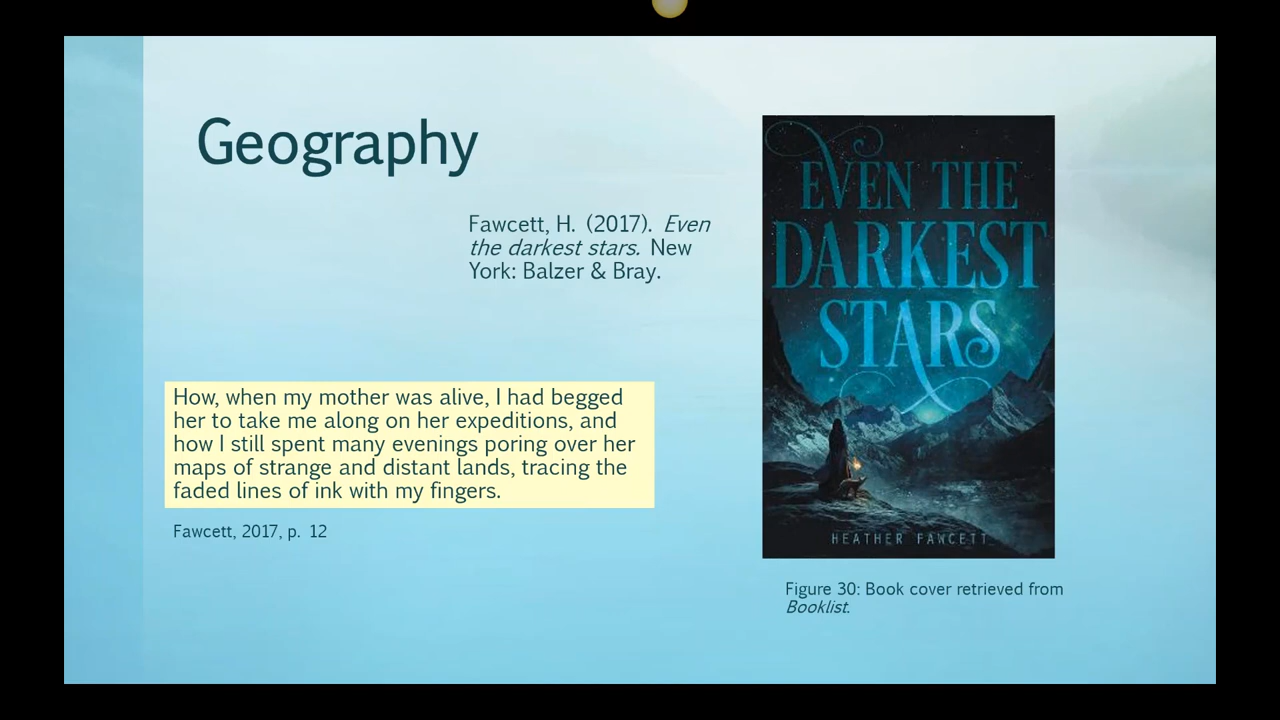 Geography
Fawcett, H. (2017). Even
the darkest stars. New
York: Balzer & Bray.
How, when my mother was alive, I had begged
her to take me along on her expeditions, and
how I still spent many evenings poring over her
maps of strange and distant lands, tracing the
faded lines of ink with my fingers.
Fawcett, 2017, p. 12
EVEN THE
DARKEST
STARS
HEATHER FAWCETT
Figure 30: Book cover retrieved from
Booklist.